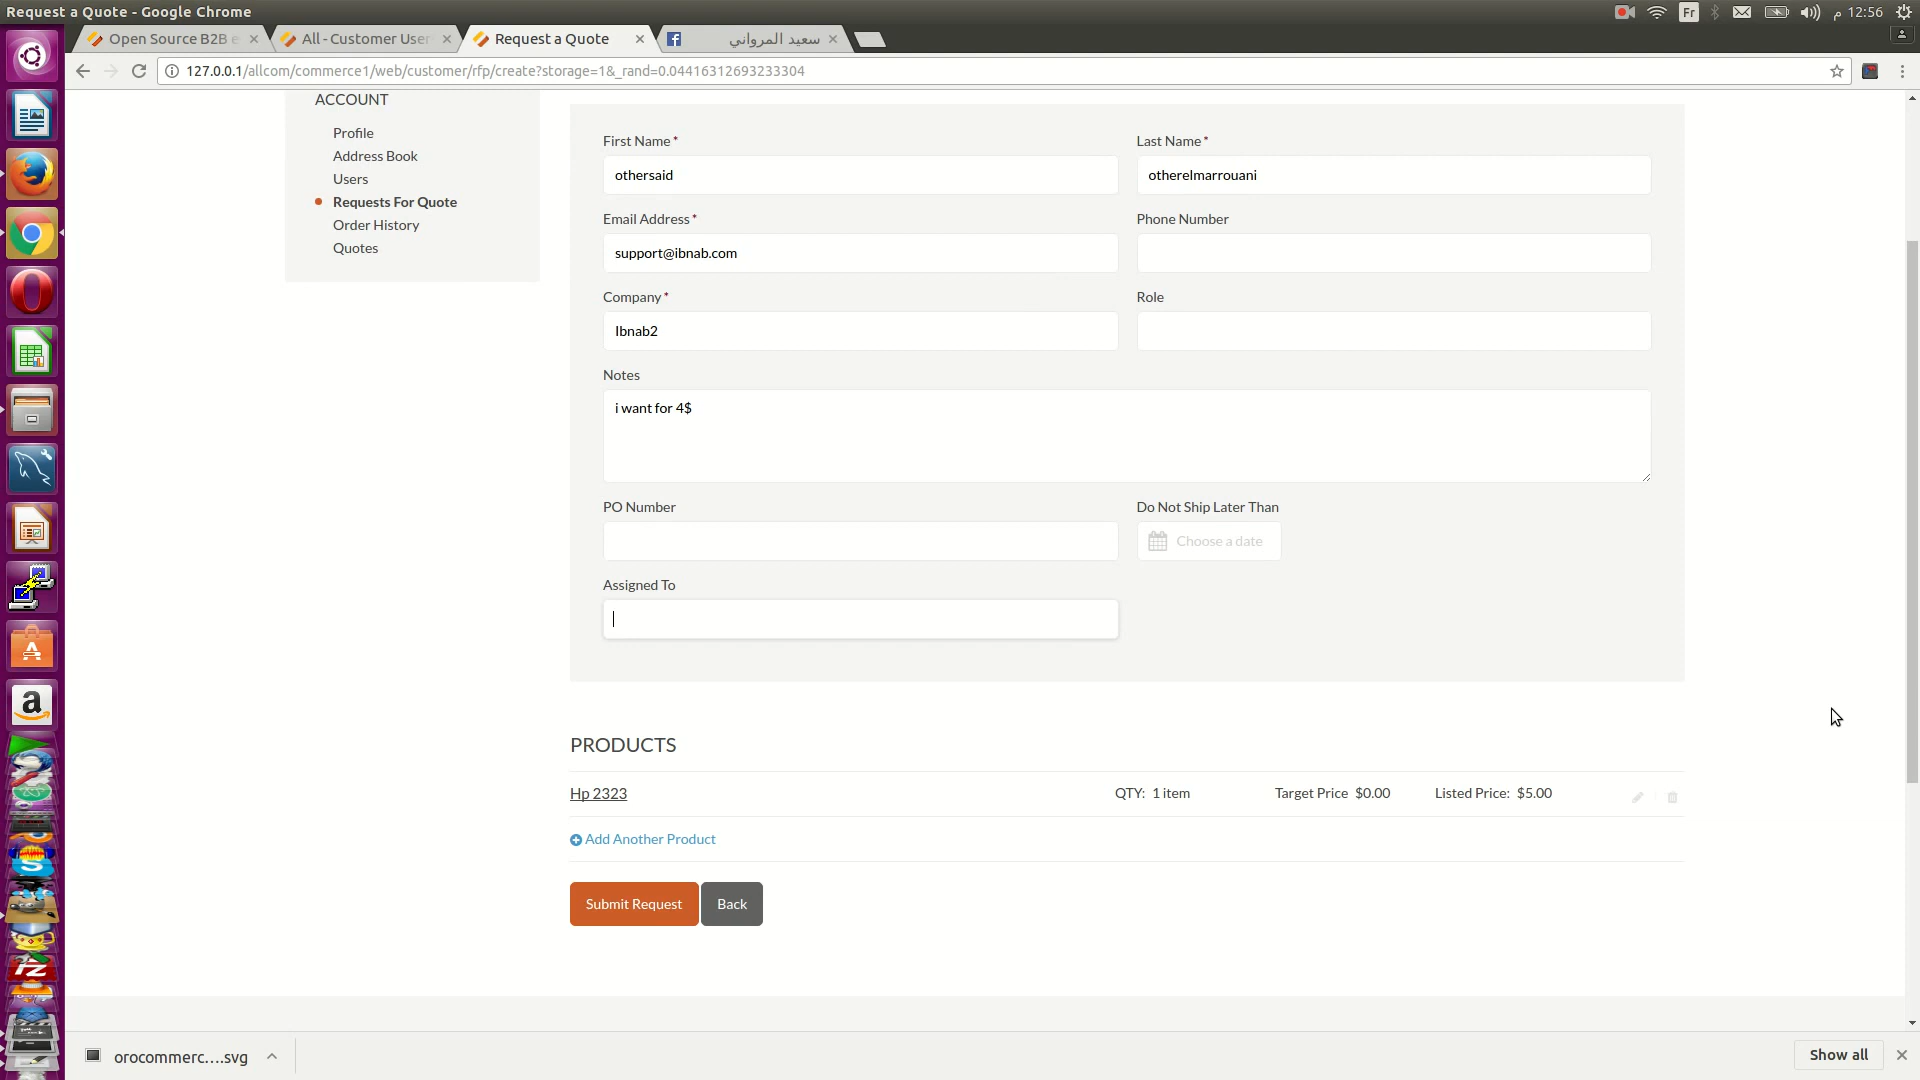 Request a Quote - Google Chrome
Fr
م 12:56
Open Source B2B e
All - Customer User
Request a Quote
سعيد المرواني
127.0.0.1/allcom/commerce1/web/customer/rfp/create?storage=1&_rand=0.04416312693233304
ACCOUNT
Profile
Address Book
Users
Requests For Quote
Order History
Quotes
First Name*
Last Name*
othersaid
otherelmarrouani
Email Address*
Phone Number
support@ibnab.com
Company*
Role
Ibnab2
Notes
i want for 4$
PO Number
Do Not Ship Later Than
Choose a date
Assigned To
PRODUCTS
Hp 2323
QTY: 1 item
Target Price $0.00
Listed Price: $5.00
Add Another Product
Submit Request
Back
orocommerc....svg
Show all